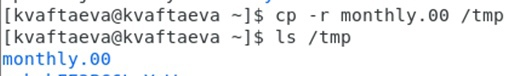 [kvaftaeva@kvaftaeva ~]$ cp -r monthly.00 /tmp
[kvaftaeva@kvaftaeva ~]$ ls /tmp
monthly.00